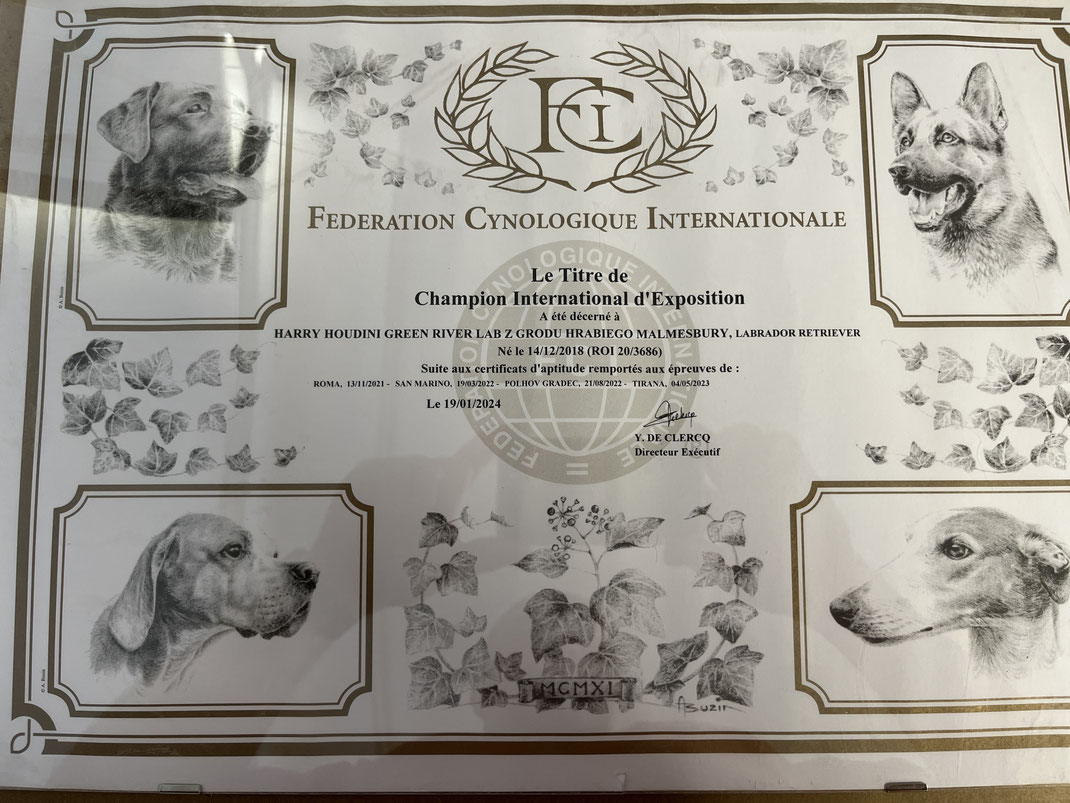 FCI
FEDERATION CYNOLOGIQUE INTERNATIONALE
Le Titre de
Champion International d'Exposition
A été décerné à
HARRY HOUDINI GREEN RIVER LAB Z GRODU HRABIEGO MALMESBURY, LABRADOR RETRIEVER
Né le 14/12/2018 (ROI 20/3686)
Suite aux certificats d'aptitude remportés aux épreuves de :
ROMA, 13/11/2021 - SAN MARINO, 19/03/2022 - POLHOV GRADEC, 21/08/2022 - TIRANA, 04/05/2023
Le 19/01/2024
Y. DE CLERCQ
Directeur Exécutif
MCMXI